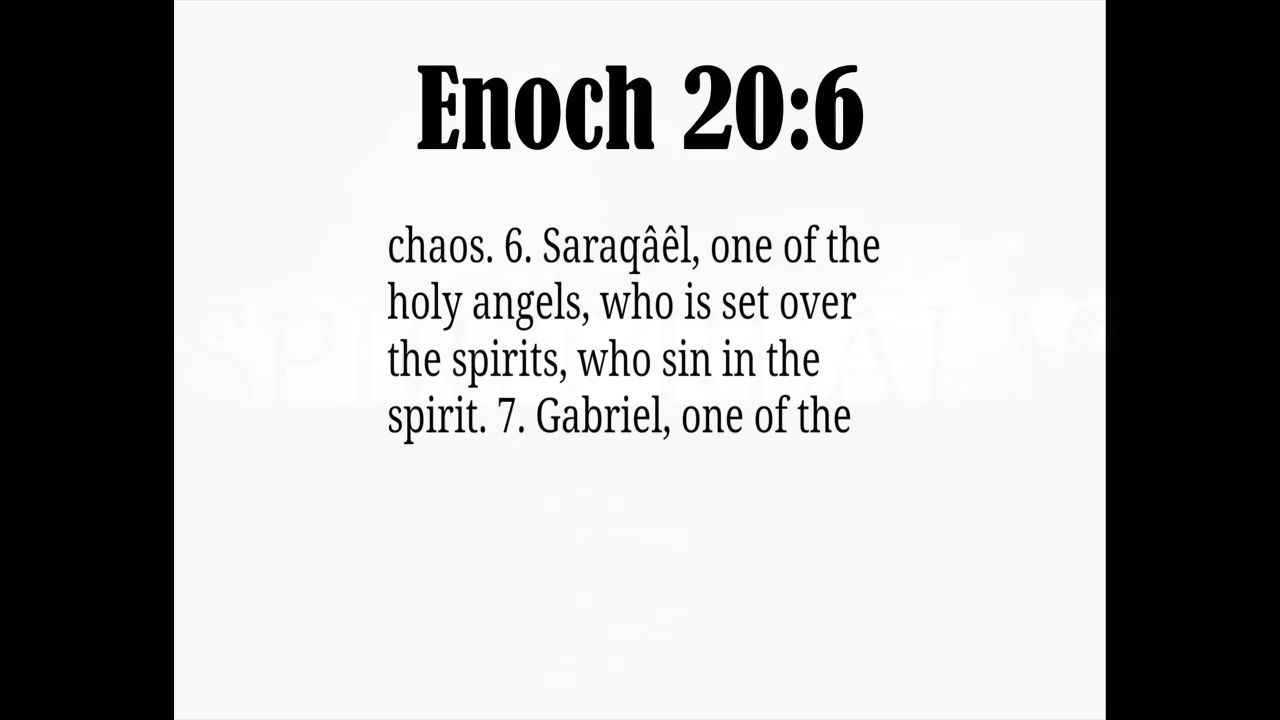 Enoch 20:6
chaos. 6. Saraqâêl, one of the
holy angels, who is set over
the spirits, who sin in the
spirit. 7. Gabriel, one of the